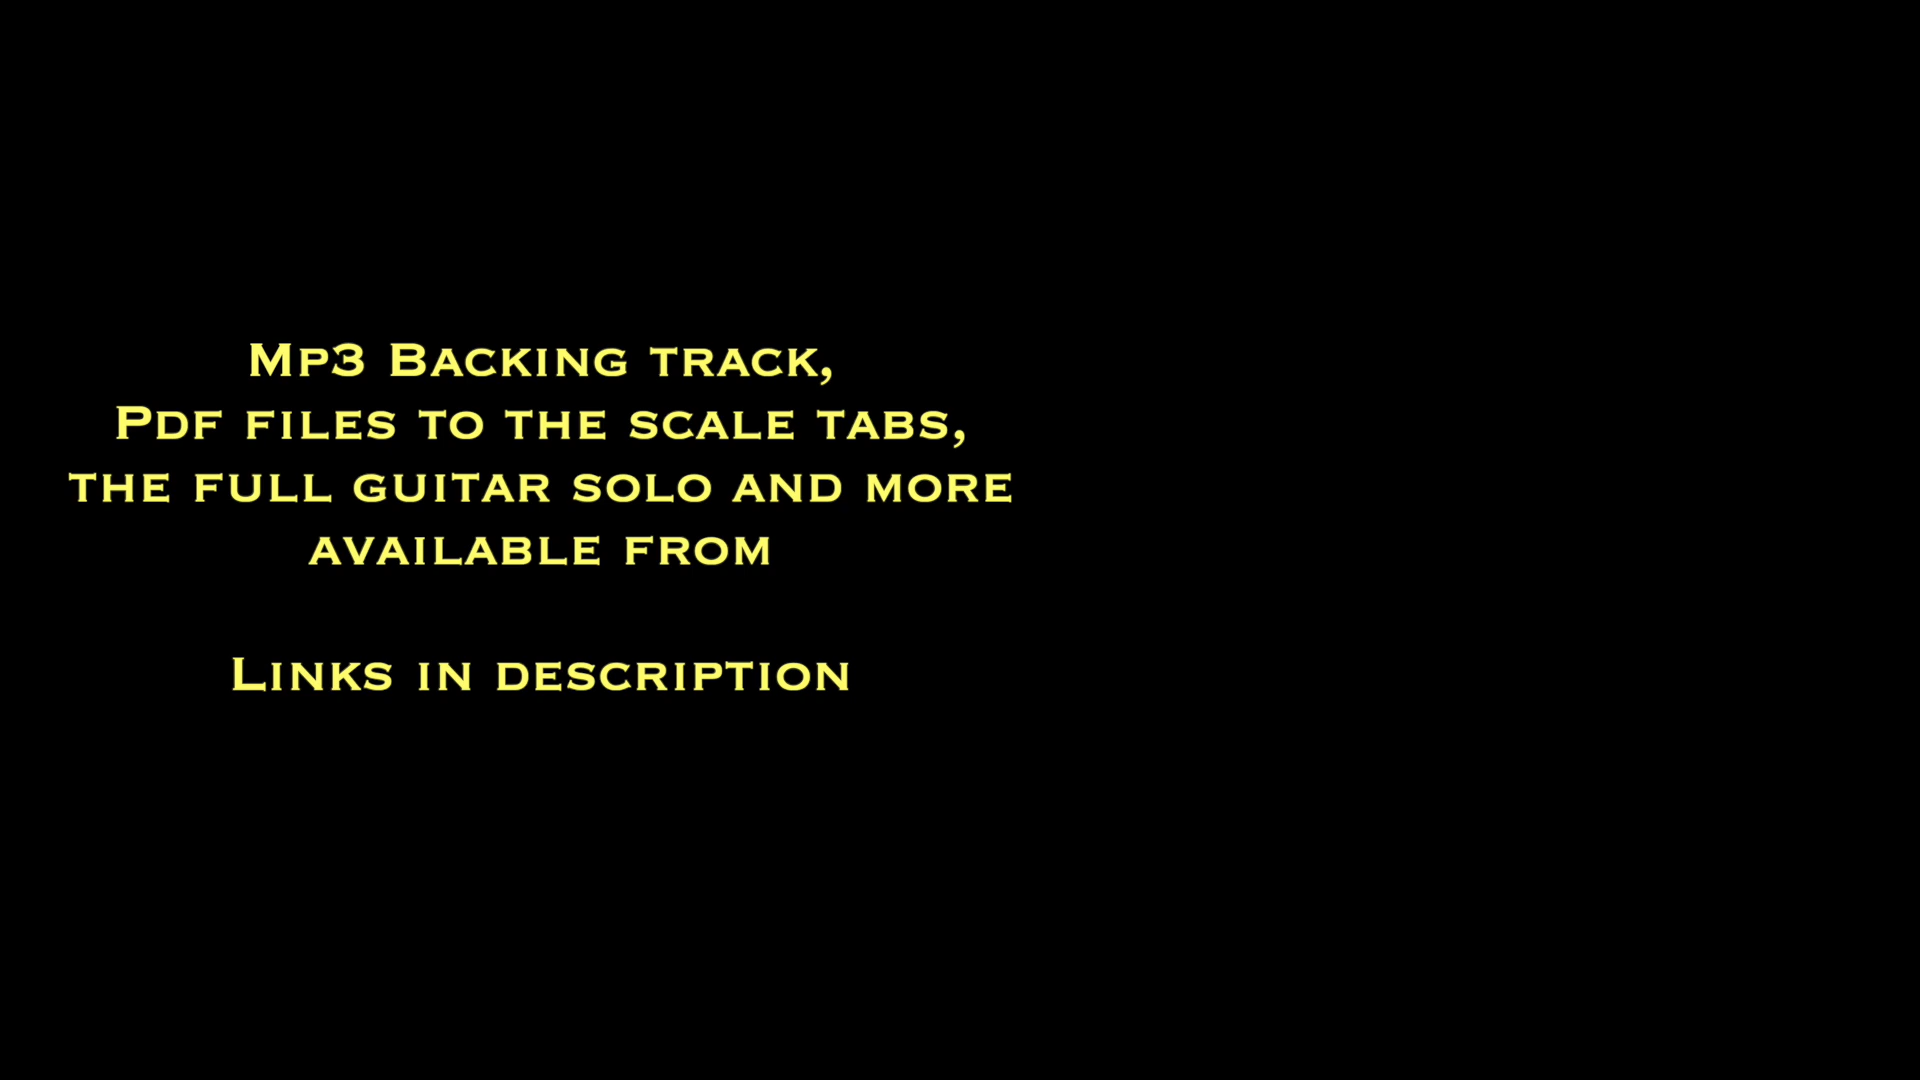 Mp3 Backing track,
Pdf files to the scale tabs,
the full guitar solo and more
available from
Links in description